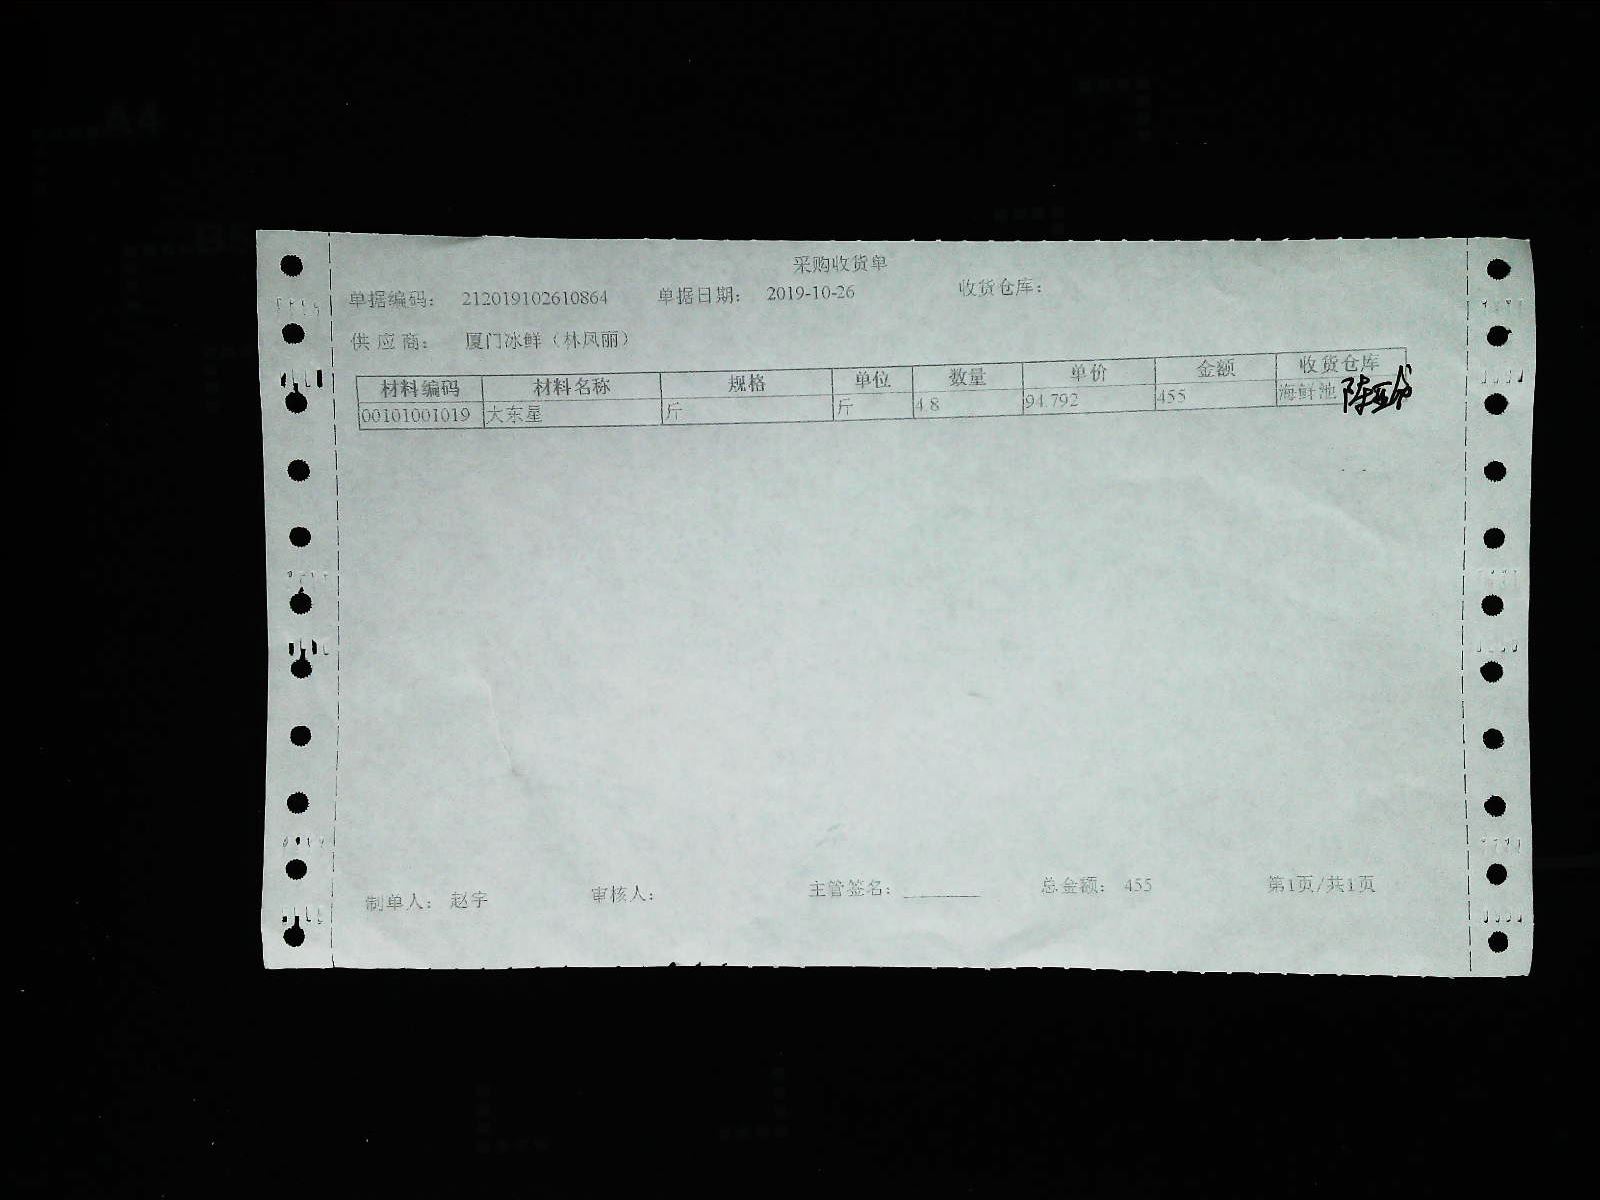 采购收货单
单据编码： 212019102610864 单据日期： 2019-10-26 收货仓库：
供应商： 厦门冰鲜（林凤丽）
材料编码 材料名称 规格 单位 数量 单价 金额 收货仓库
00101001019 大东星 斤 斤 4.8 94.792 455 海鲜池
制单人： 赵宇 审核人： 主管签名： 总金额： 455 第1页/共1页